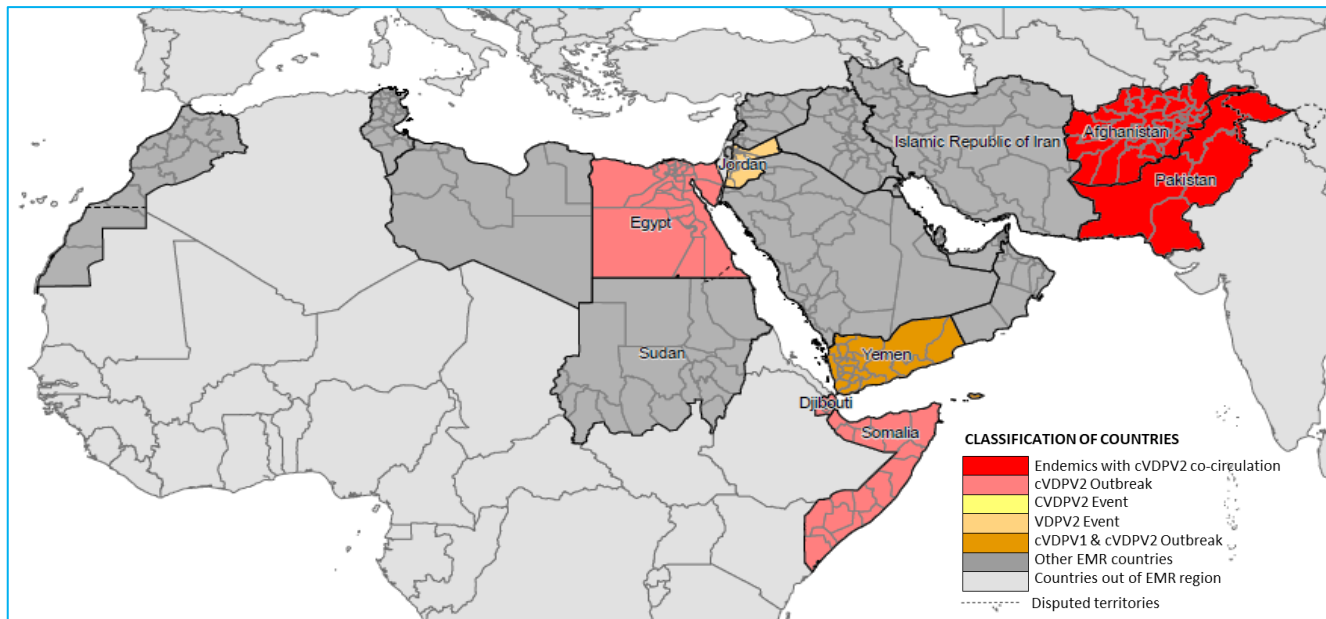 Islamic Republic of Iran
Afghanistan
Pakistan
Jordan
Egypt
Sudan
Yemen
Djibouti
Somalia
CLASSIFICATION OF COUNTRIES
Endemics with cVDPV2 co-circulation
cVDPV2 Outbreak
CVDPV2 Event
VDPV2 Event
cVDPV1 & cVDPV2 Outbreak
Other EMR countries
Countries out of EMR region
Disputed territories